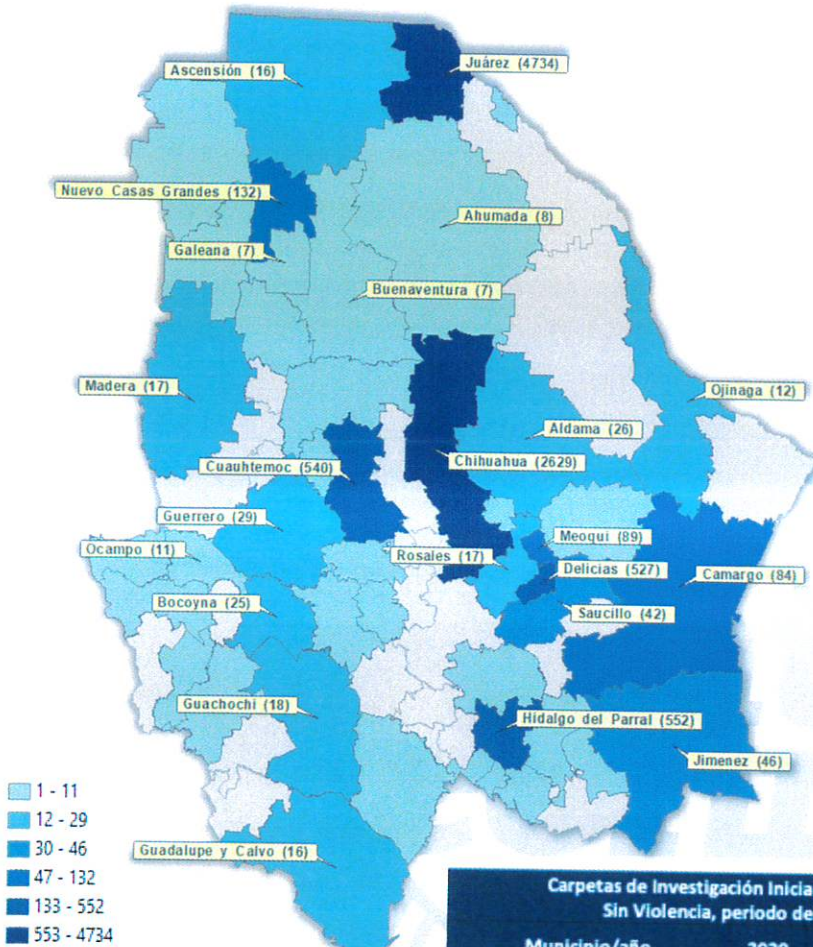 Ascensión (16)
Juárez (4734)
Nuevo Casas Grandes (132)
Ahumada (8)
Galeana (7)
Buenaventura (7)
Madera (17)
Ojinaga (12)
Aldama (26)
Cuauhtemoc (540)
Chihuahua (2629)
Guerrero (29)
Meoqui (89)
Ocampo (11)
Rosales (17)
Delicias (527)
Camargo (84)
Bocoyna (25)
Saucillo (42)
Guachochi (18)
Hidalgo del Parral (552)
Jimenez (46)
Guadalupe y Calvo (16)
1 - 11
12 - 29
30 - 46
47 - 132
133 - 552
553 - 4734
Carpetas de Investigación Inicia
Sin Violencia, periodo de
Municipio/año 2020